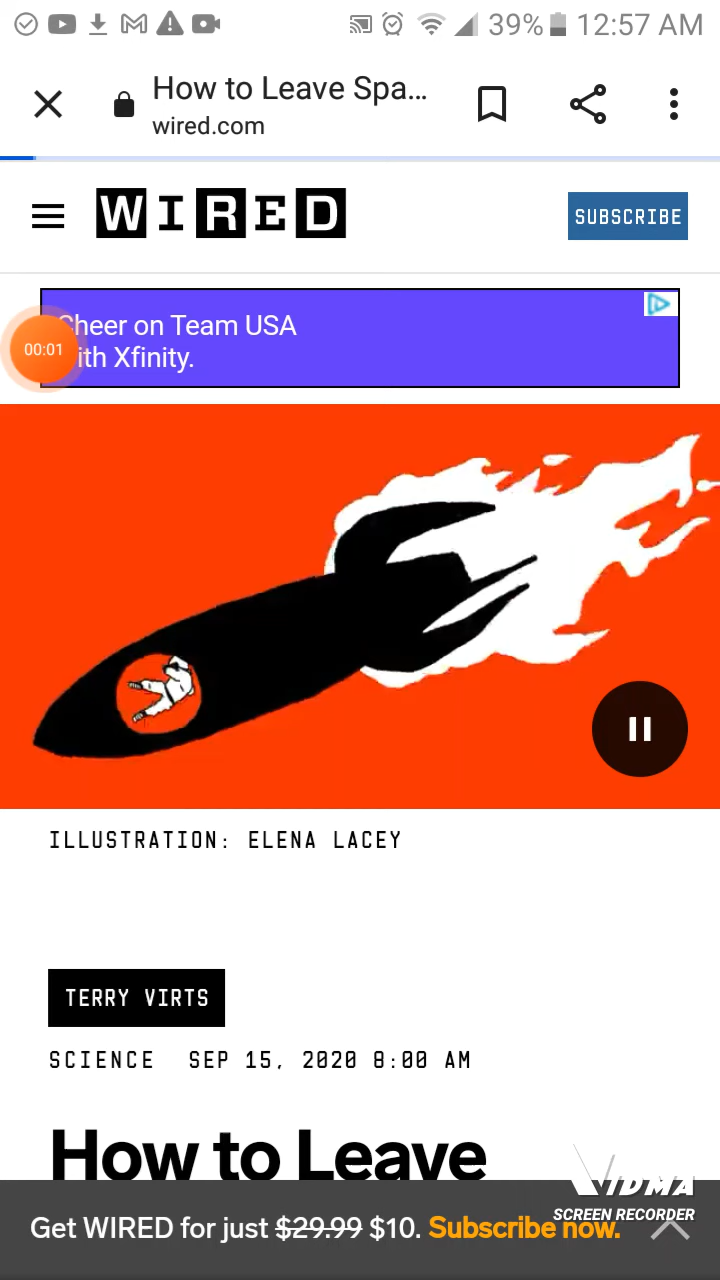 39% 12:57 AM
How to Leave Spa...
wired.com
WIRED
SUBSCRIBE
Cheer on Team USA
with Xfinity.
00:01
ILLUSTRATION: ELENA LACEY
TERRY VIRTS
SCIENCE SEP 15, 2020 8:00 AM
How to Leave
VIDMA
SCREEN RECORDER
Get WIRED for just $29.99 $10. Subscribe now.